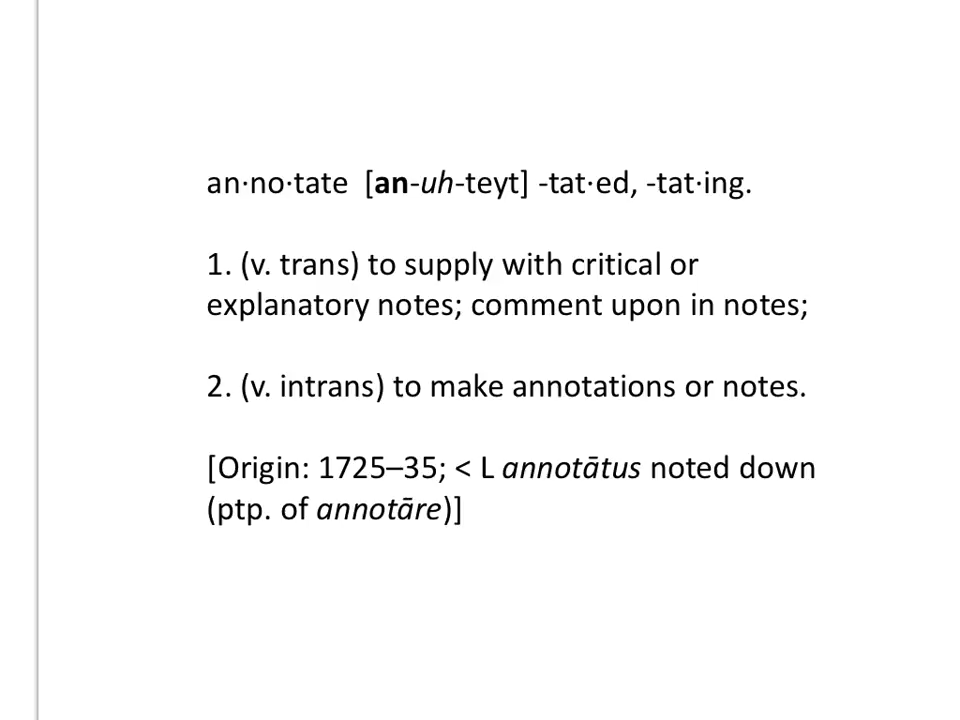 an·no·tate [an-uh-teyt] -tat·ed, -tat·ing.
1. (v. trans) to supply with critical or
explanatory notes; comment upon in notes;
2. (v. intrans) to make annotations or notes.
[Origin: 1725–35; < L annotātus noted down
(ptp. of annotāre)]